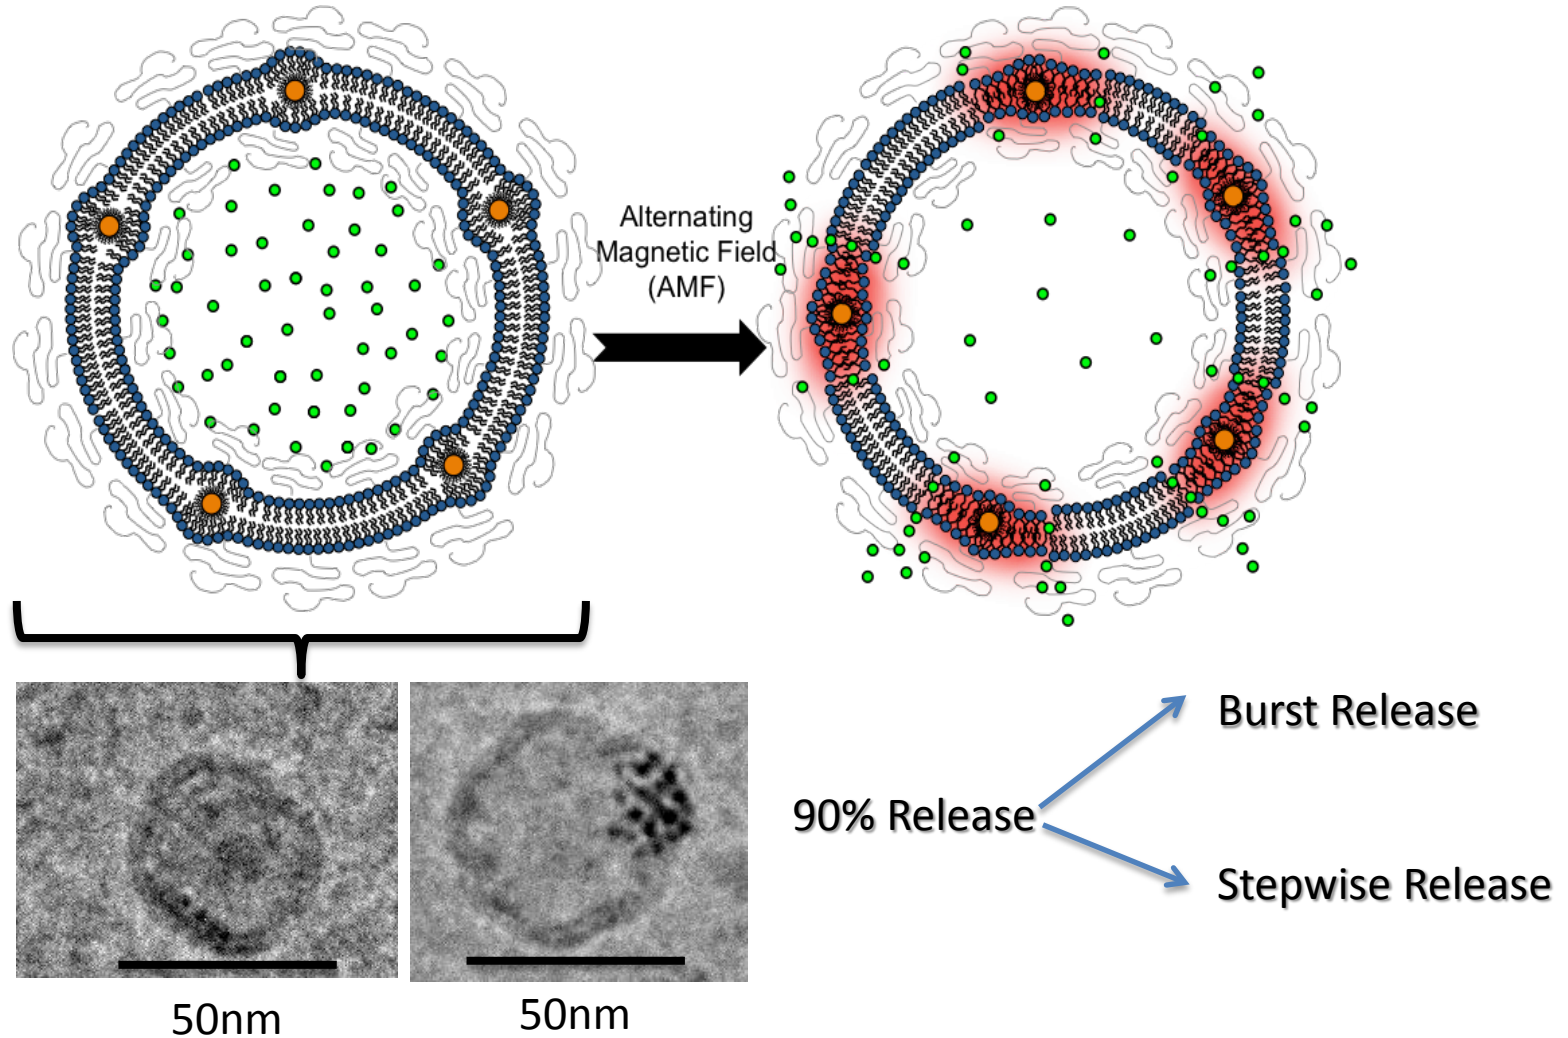 Alternating
Magnetic Field
(AMF)
Burst Release
90% Release
Stepwise Release
50nm
50nm